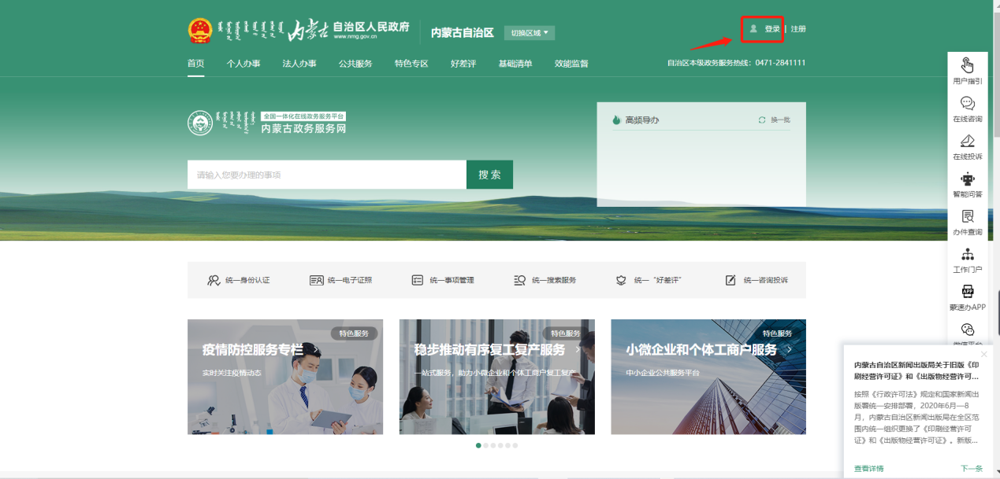 内蒙古 自治区人民政府
www.nmg.gov.cn
内蒙古自治区
切换区域
登录 | 注册
首页 个人办事 法人办事 公共服务 特色专区 好差评 基础清单 效能监督
自治区本级政务服务热线：0471-2841111
全国一体化在线政务服务平台
内蒙古政务服务网
请输入您要办理的事项
搜索
高频导办
换一批
用户指引
在线咨询
在线投诉
智能问答
办件查询
工作门户
APP
蒙速办APP
统一身份认证
统一电子证照
统一事项管理
统一搜索服务
统一“好差评”
统一咨询投诉
特色服务
疫情防控服务专栏
实时关注疫情动态
特色服务
稳步推动有序复工复产服务
一站式服务，助力小微企业和个体工商户复工复产
特色服务
小微企业和个体工商户服务
中小企业公共服务平台
内蒙古自治区新闻出版局关于旧版《印
刷经营许可证》和《出版物经营许可...
按照《行政许可法》规定和国家新闻出
版署统一安排部署，2020年6月—8
月，内蒙古自治区新闻出版局在全区范
围内统一组织更换了《印刷经营许可
证》和《出版物经营许可证》。新版...
查看详情
下一条